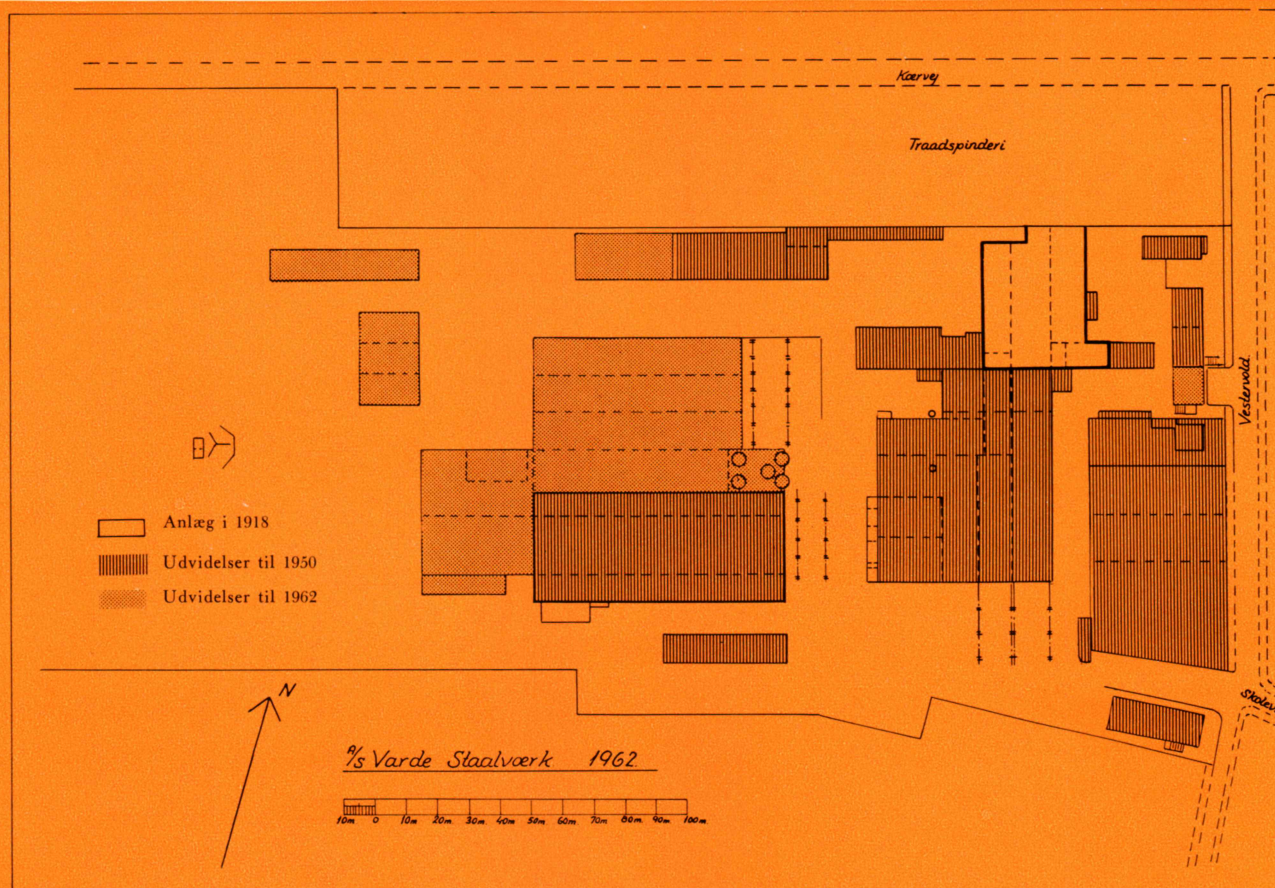 Kærvej
Traadspinderi
Vestervold
Anlæg i 1918
Udvidelser til 1950
Udvidelser til 1962
N
A/s Varde Staalværk 1962.
10m 0 10m 20m. 30m. 40m 50m. 60m. 70m 80m. 90m. 100m.